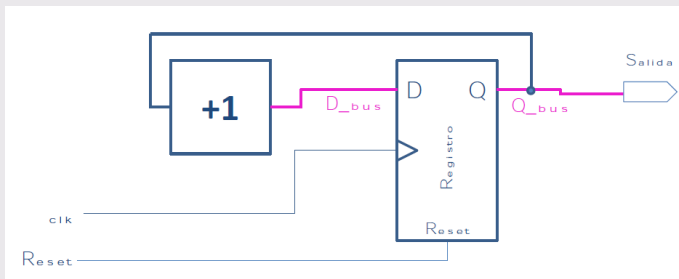 Salida
+1
D_bus
D
Q
Q_bus
Registro
clk
Reset
Reset